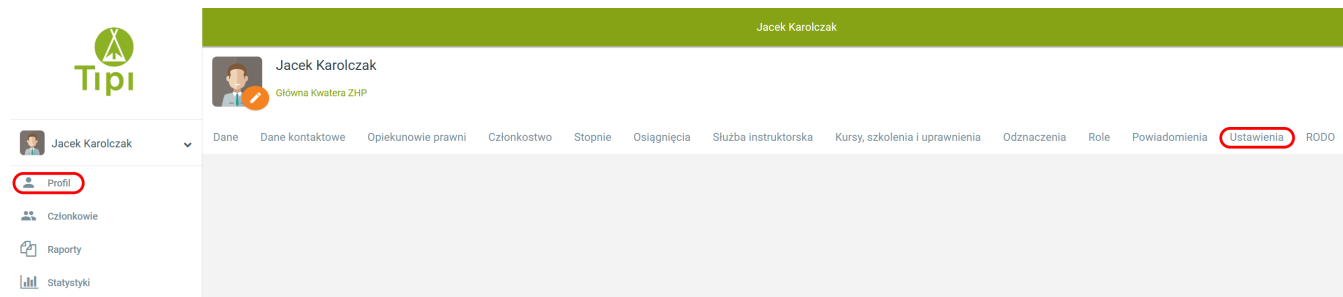 Tipi
Jacek Karolczak
Profil
Członkowie
Raporty
Statystyki
Jacek Karolczak
Jacek Karolczak
Główna Kwatera ZHP
Dane Dane kontaktowe Opiekunowie prawni Członkostwo Stopnie Osiągnięcia Służba instruktorska Kursy, szkolenia i uprawnienia Odznaczenia Role Powiadomienia Ustawienia RODO